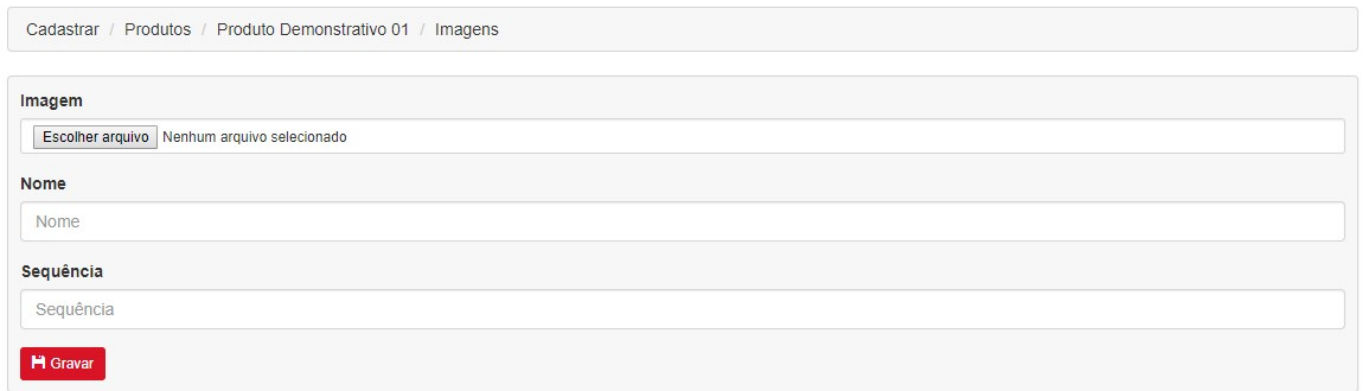 Cadastrar / Produtos / Produto Demonstrativo 01 / Imagens
Imagem
Escolher arquivo Nenhum arquivo selecionado
Nome
Nome
Sequência
Sequência
Gravar